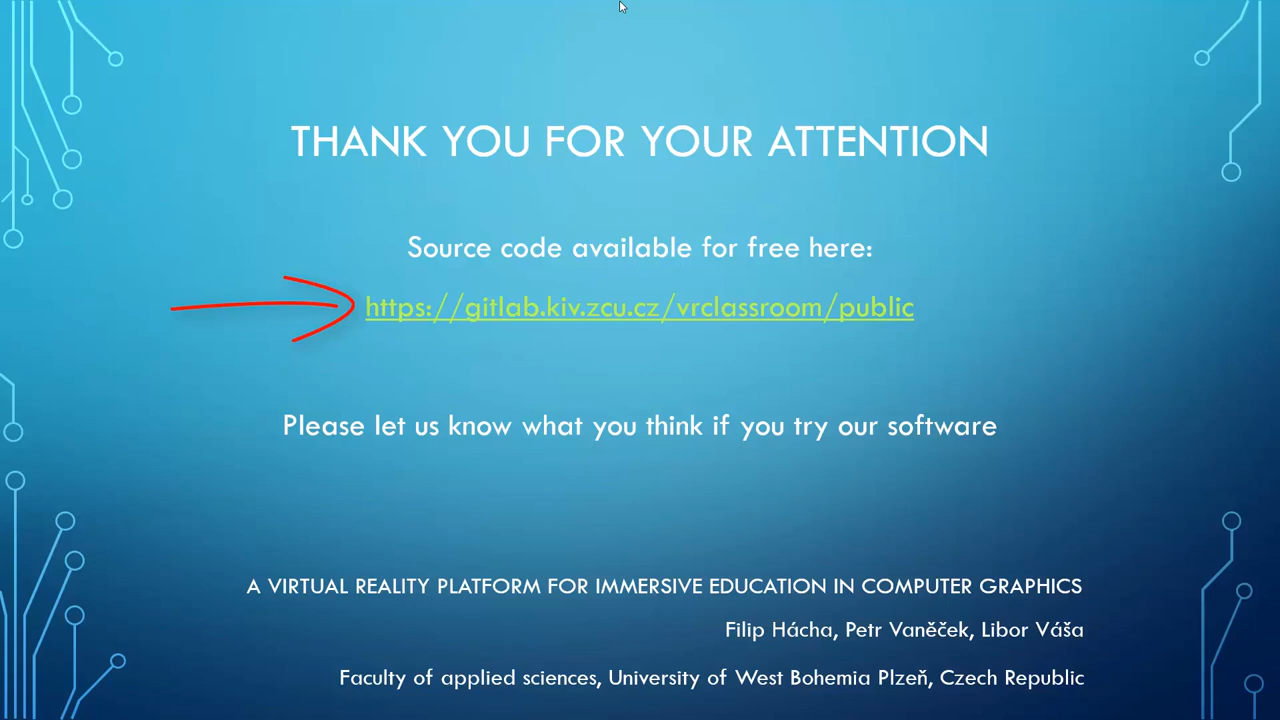 THANK YOU FOR YOUR ATTENTION
Source code available for free here:
https://gitlab.kiv.zcu.cz/vrclassroom/public
Please let us know what you think if you try our software
A VIRTUAL REALITY PLATFORM FOR IMMERSIVE EDUCATION IN COMPUTER GRAPHICS
Filip Hácha, Petr Vaněček, Libor Váša
Faculty of applied sciences, University of West Bohemia Plzeň, Czech Republic